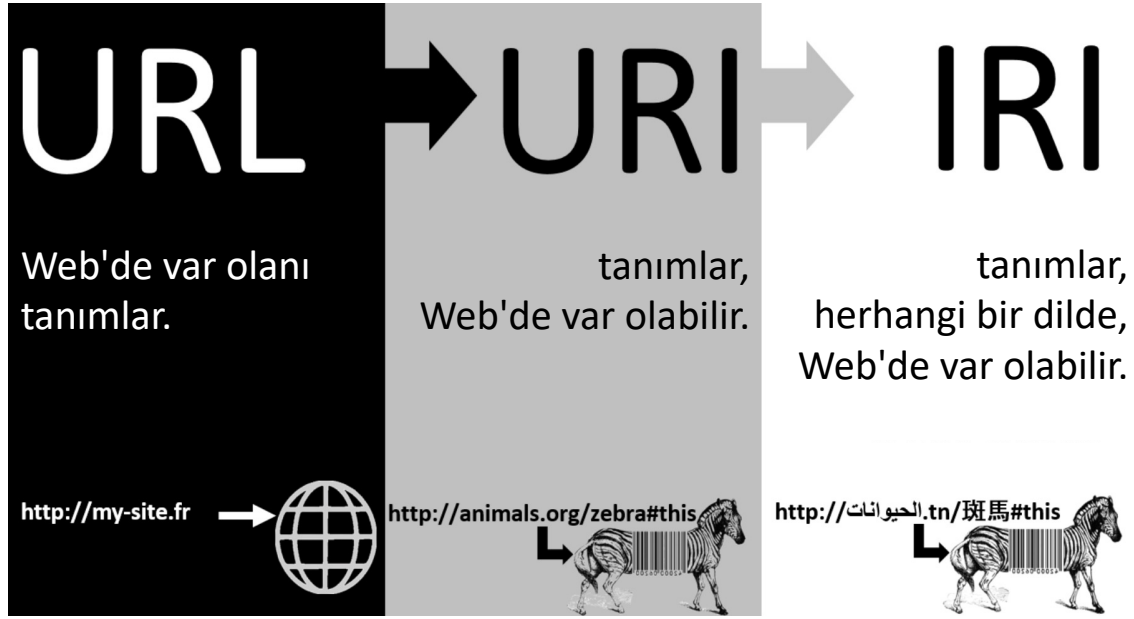 URL
Web'de var olanı
tanımlar.
http://my-site.fr
URI
tanımlar,
Web'de var olabilir.
http://animals.org/zebra#this
IRI
tanımlar,
herhangi bir dilde,
Web'de var olabilir.
http://الحيوانات.tn/斑馬#this